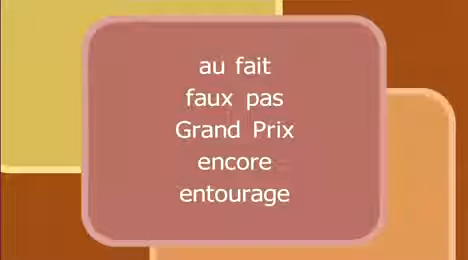 au fait
faux pas
Grand Prix
encore
entourage